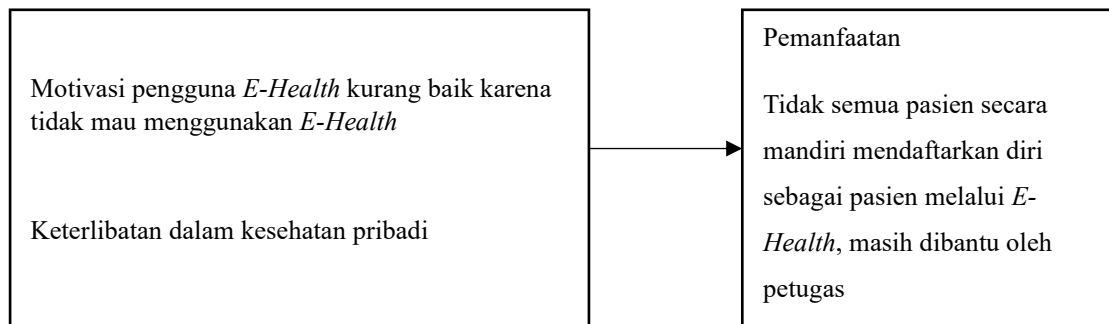 Motivasi pengguna E-Health kurang baik karena
tidak mau menggunakan E-Health
Keterlibatan dalam kesehatan pribadi
Pemanfaatan
Tidak semua pasien secara
mandiri mendaftarkan diri
sebagai pasien melalui E-
Health, masih dibantu oleh
petugas